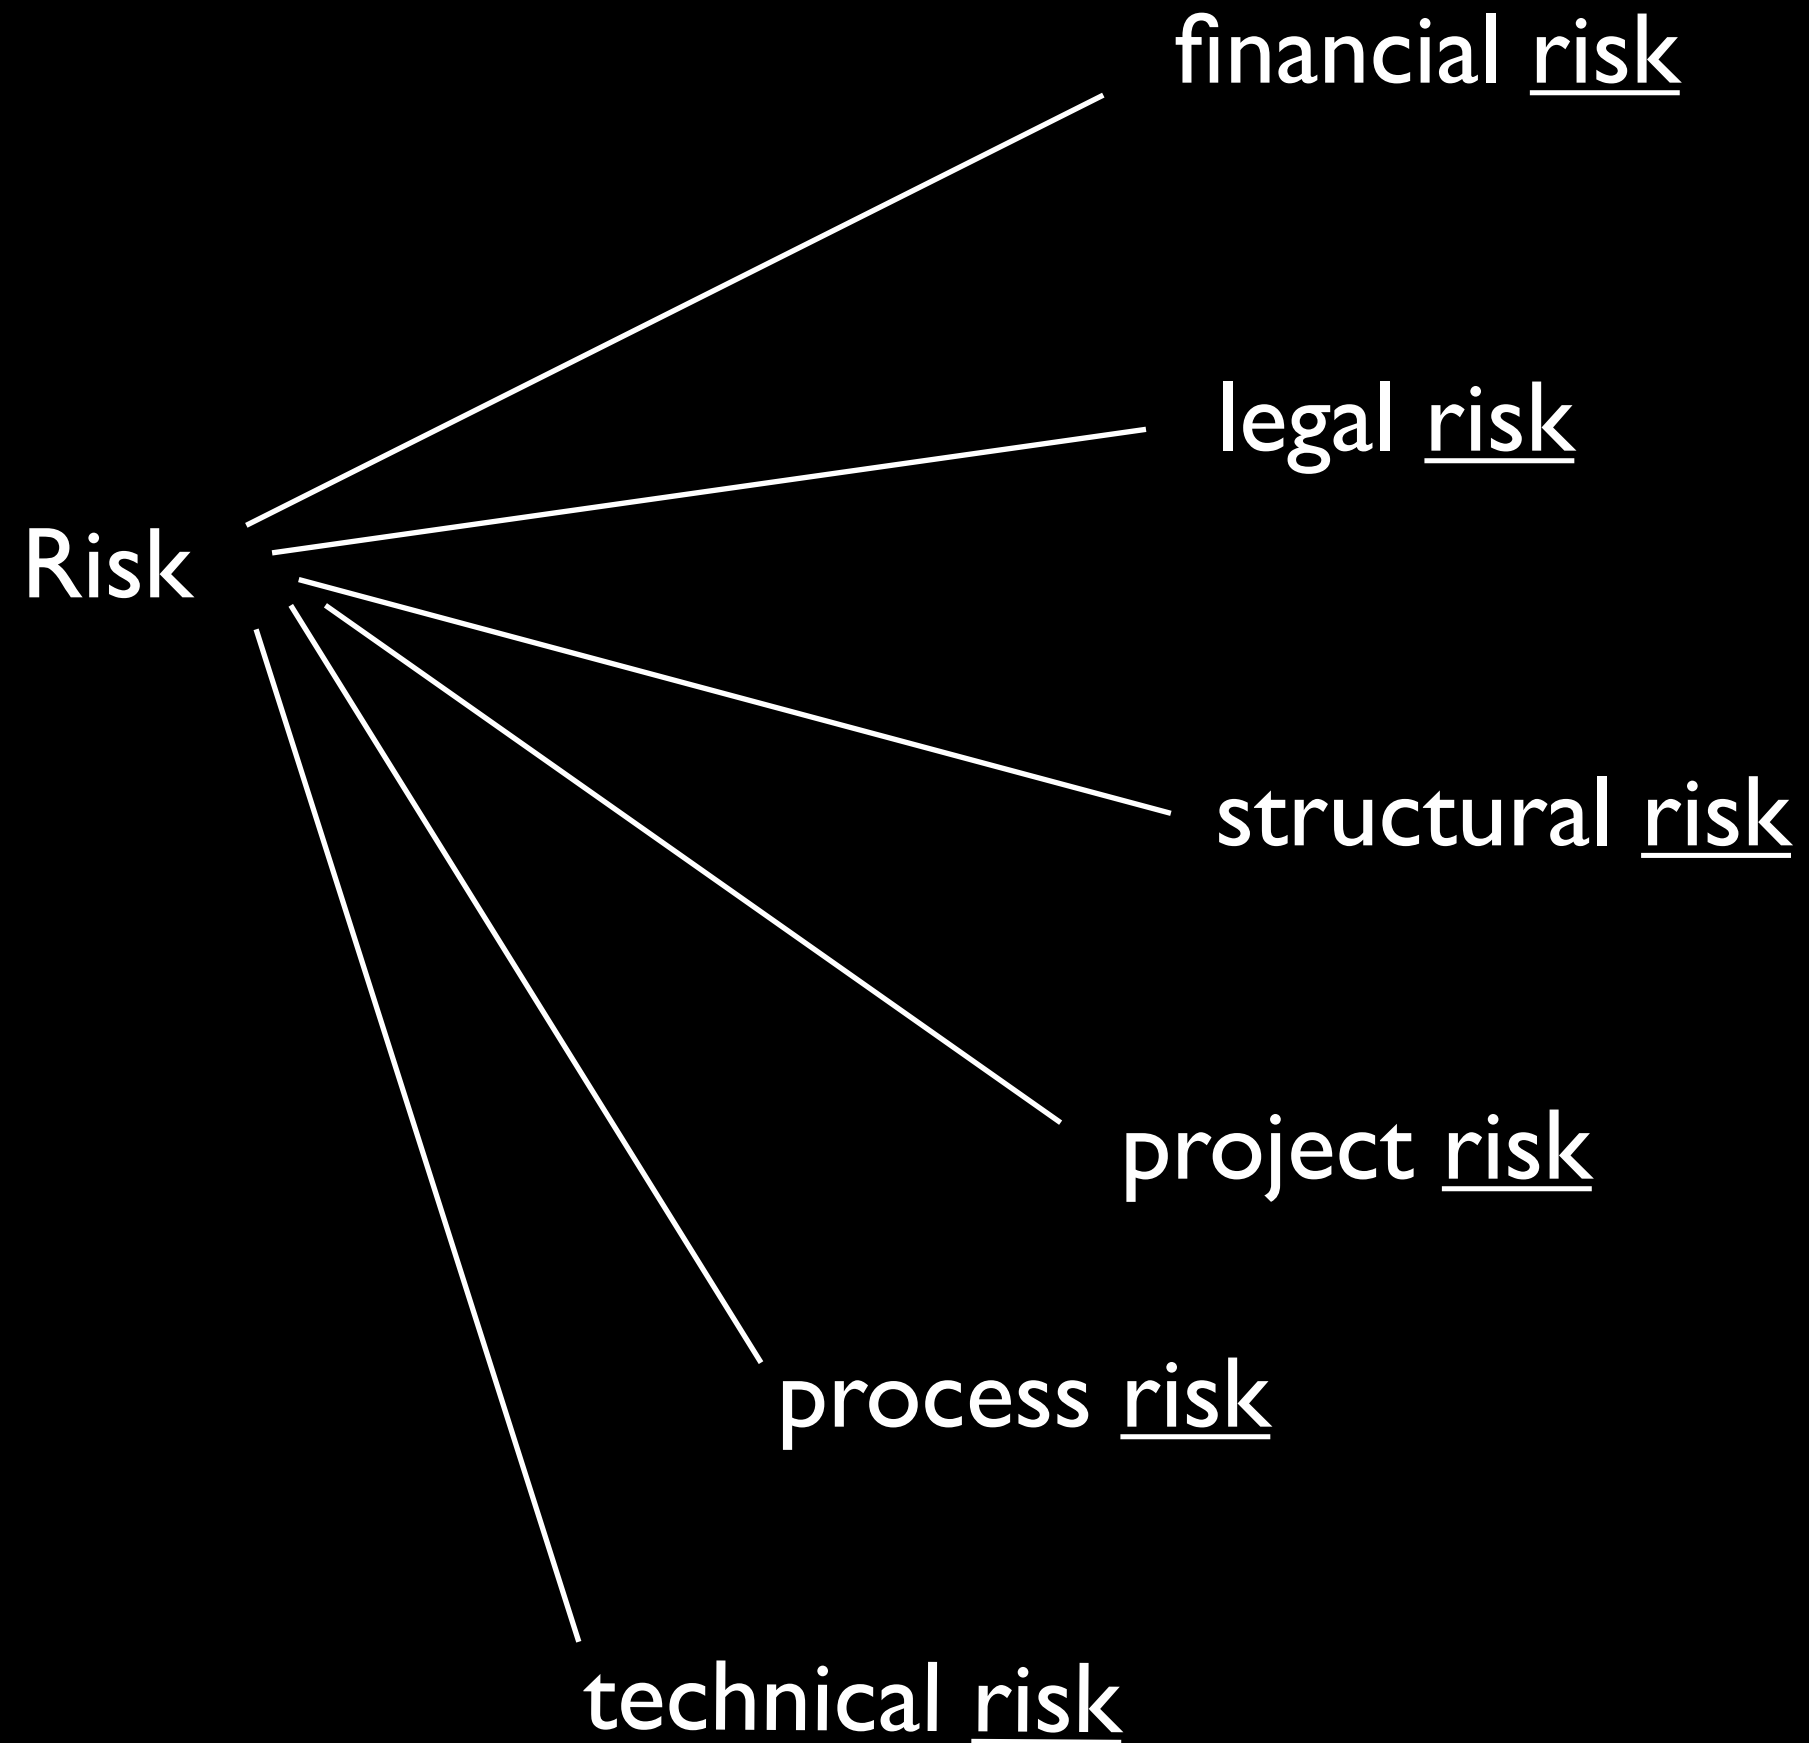 financial risk
legal risk
Risk
structural risk
project risk
process risk
technical risk